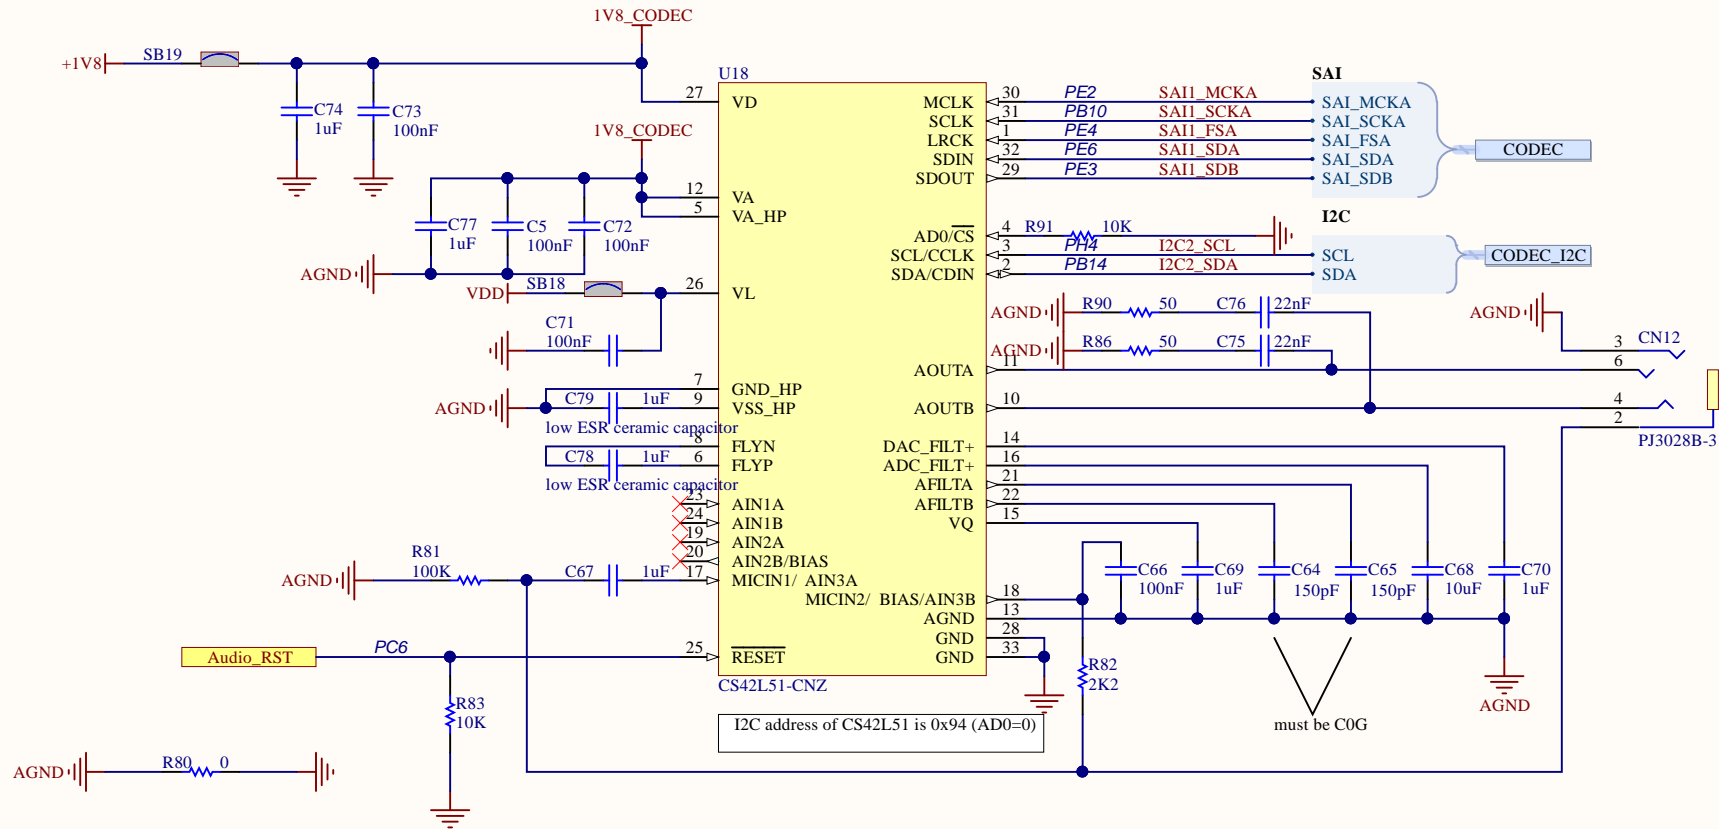 1V8_CODEC
+1V8
SB19
C74
1uF
C73
100nF
U18
27
VD
1V8_CODEC
12
VA
5
VA_HP
C77
1uF
C5
100nF
C72
100nF
AGND
VDD
SB18
26
VL
C71
100nF
7
GND_HP
AGND
C79
1uF
9
VSS_HP
low ESR ceramic capacitor
8
FLYN
C78
1uF
6
FLYP
low ESR ceramic capacitor
23
AIN1A
24
AIN1B
19
AIN2A
20
AIN2B/BIAS
AGND
R81
100K
C67
1uF
17
MICIN1/ AIN3A
Audio_RST
PC6
25
RESET
R83
10K
AGND
R80
0
CS42L51-CNZ
I2C address of CS42L51 is 0x94 (AD0=0)
MCLK
30
PE2
SAI1_MCKA
SCLK
31
PB10
SAI1_SCKA
LRCK
1
PE4
SAI1_FSA
SDIN
32
PE6
SAI1_SDA
SDOUT
29
PE3
SAI1_SDB
SAI
SAI_MCKA
SAI_SCKA
SAI_FSA
SAI_SDA
SAI_SDB
CODEC
AD0/CS
4
R91
10K
SCL/CCLK
3
PH4
I2C2_SCL
SDA/CDIN
2
PB14
I2C2_SDA
I2C
SCL
SDA
CODEC_I2C
AGND
R90
50
C76
22nF
AGND
R86
50
C75
22nF
AOUTA
11
AOUTB
10
AGND
CN12
3
6
4
2
PJ3028B-3
DAC_FILT+
14
ADC_FILT+
16
AFILTA
21
AFILTB
22
VQ
15
C66
100nF
C69
1uF
C64
150pF
C65
150pF
C68
10uF
C70
1uF
MICIN2/ BIAS/AIN3B
18
AGND
13
GND
28
GND
33
R82
2K2
must be C0G
AGND